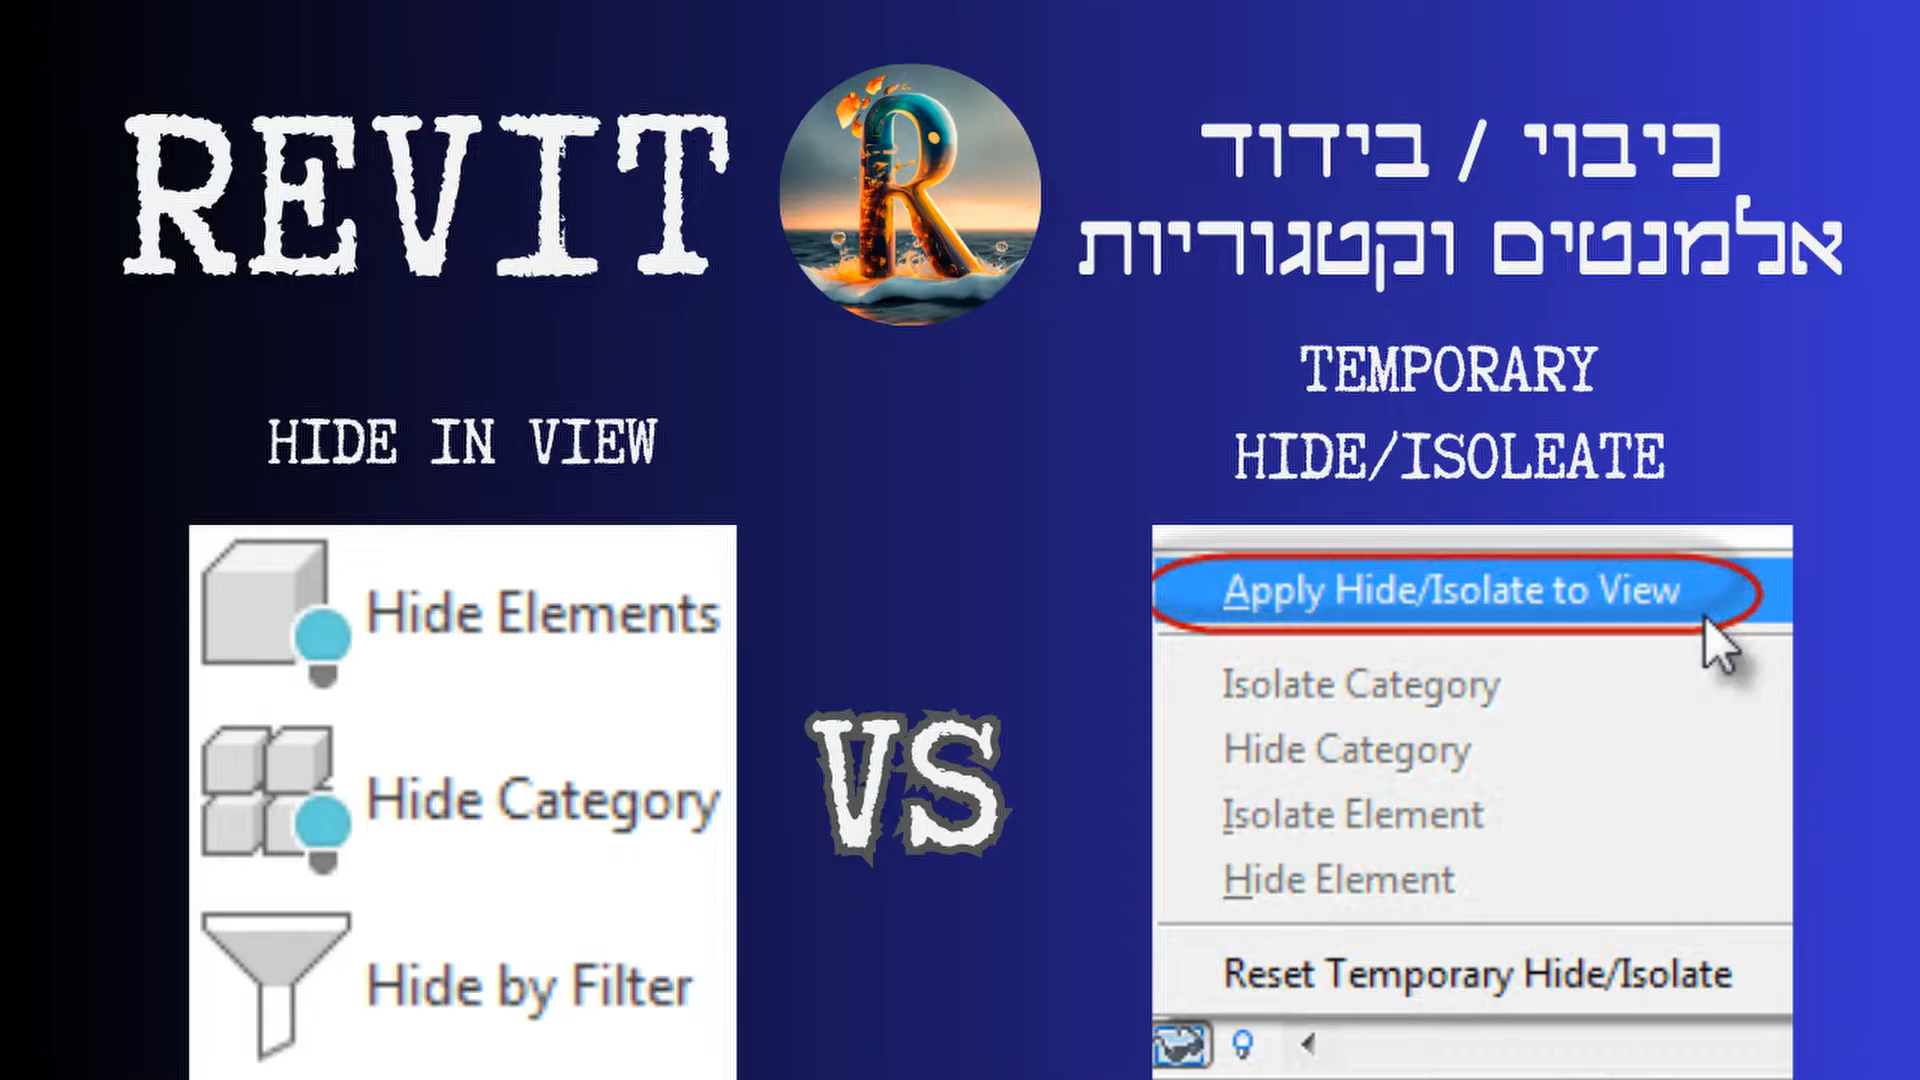 REVIT
R
כיבוי / בידוד
אלמנטים וקטגוריות
HIDE IN VIEW
TEMPORARY
HIDE/ISOLEATE
Hide Elements
Hide Category
Hide by Filter
VS
Apply Hide/Isolate to View
Isolate Category
Hide Category
Isolate Element
Hide Element
Reset Temporary Hide/Isolate